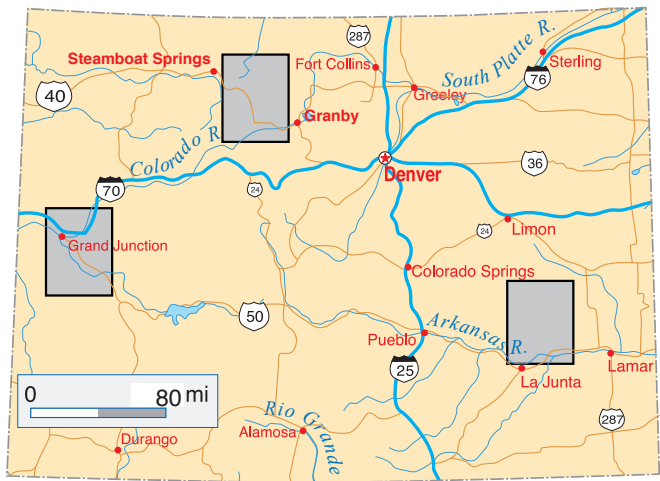 287
Fort Collins
Steamboat Springs
South Platte R.
Sterling
76
40
Greeley
Granby
Colorado R.
Denver
36
70
24
Limon
24
Grand Junction
Colorado Springs
50
Pueblo
Arkansas R.
25
La Junta
Lamar
0 80 mi
287
Rio Grande
Durango
Alamosa